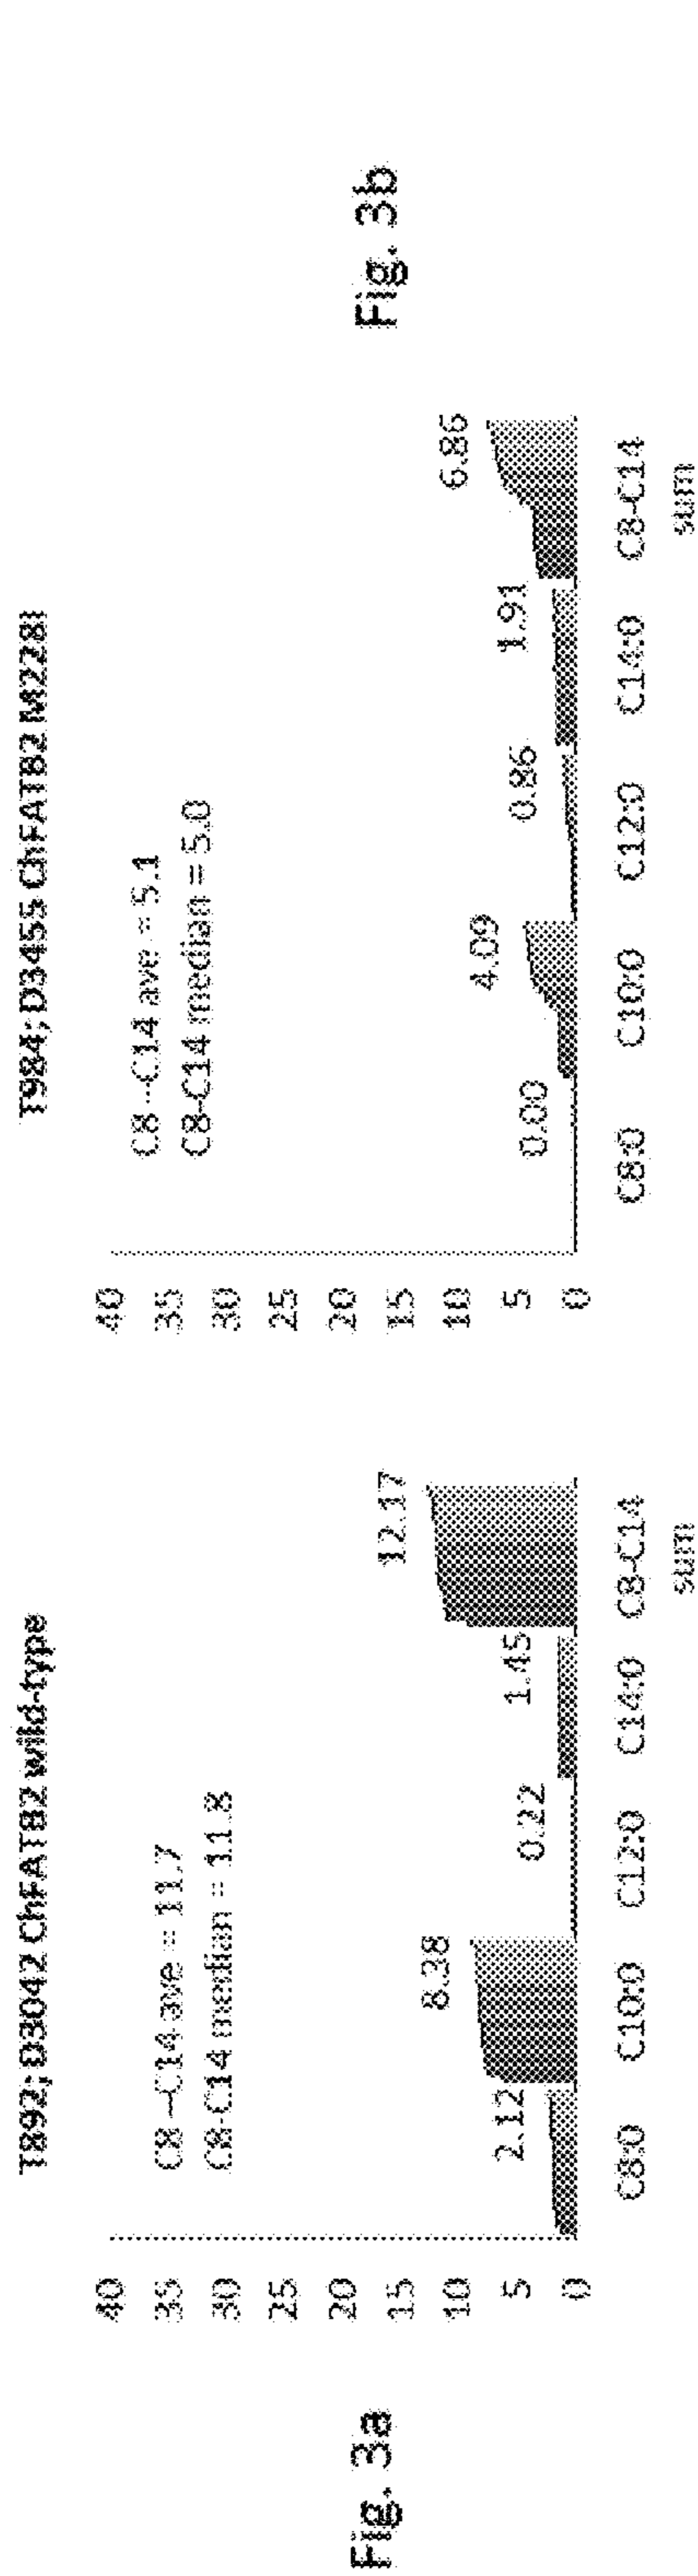 Fig. 3a
T892; D3042 ChFATB2 wild-type
C8 -C14 ave = 11.7
C8-C14 median = 11.8
40
35
30
25
20
15
10
5
0
2.12
8.38
0.22
1.45
12.17
C8:0
C10:0
C12:0
C14:0
C8-C14
sum
Fig. 3b
T984; D3455 ChFATB2 M228I
C8 -C14 ave = 5.1
C8-C14 median = 5.0
40
35
30
25
20
15
10
5
0
0.00
4.09
0.86
1.91
6.86
C8:0
C10:0
C12:0
C14:0
C8-C14
sum